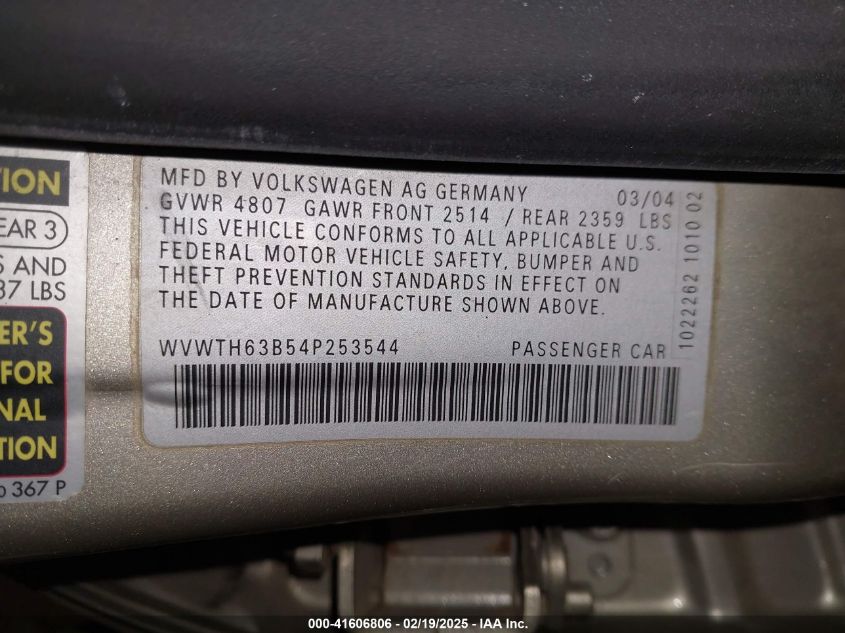 TION
EAR 3
S AND
37 LBS
ER'S
FOR
NAL
TION
367 P
MFD BY VOLKSWAGEN AG GERMANY 03/04
GVWR 4807 GAWR FRONT 2514 / REAR 2359 LBS
THIS VEHICLE CONFORMS TO ALL APPLICABLE U.S.
FEDERAL MOTOR VEHICLE SAFETY, BUMPER AND
THEFT PREVENTION STANDARDS IN EFFECT ON
THE DATE OF MANUFACTURE SHOWN ABOVE.
WVWTH63B54P253544 PASSENGER CAR
1022262 1010 02
000-41606806 - 02/19/2025 - IAA, Inc.